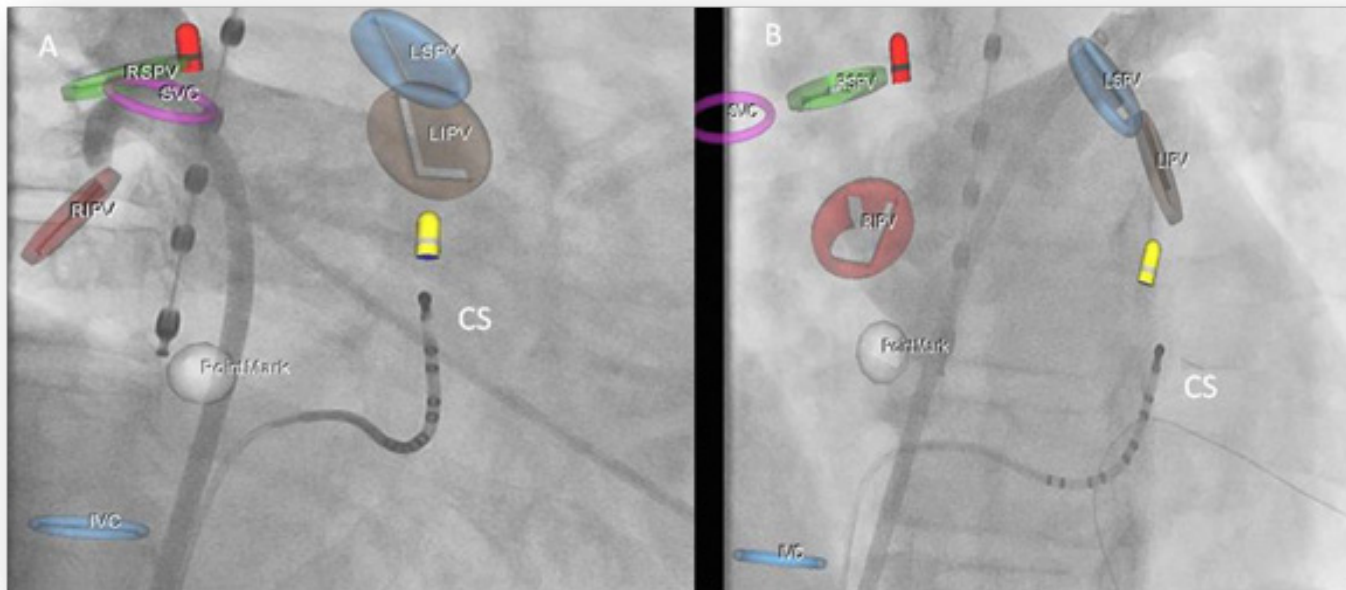 A
RSPV
SVC
LSPV
LIPV
RIPV
CS
PointMark
IVC
B
LSPV
RSPV
SVC
LIPV
RIPV
PointMark
CS
IVC